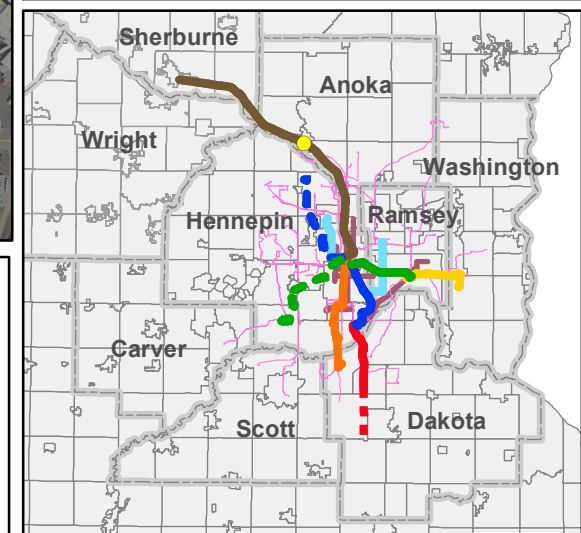 Sherburne
Anoka
Wright
Washington
Hennepin
Ramsey
Carver
Scott
Dakota